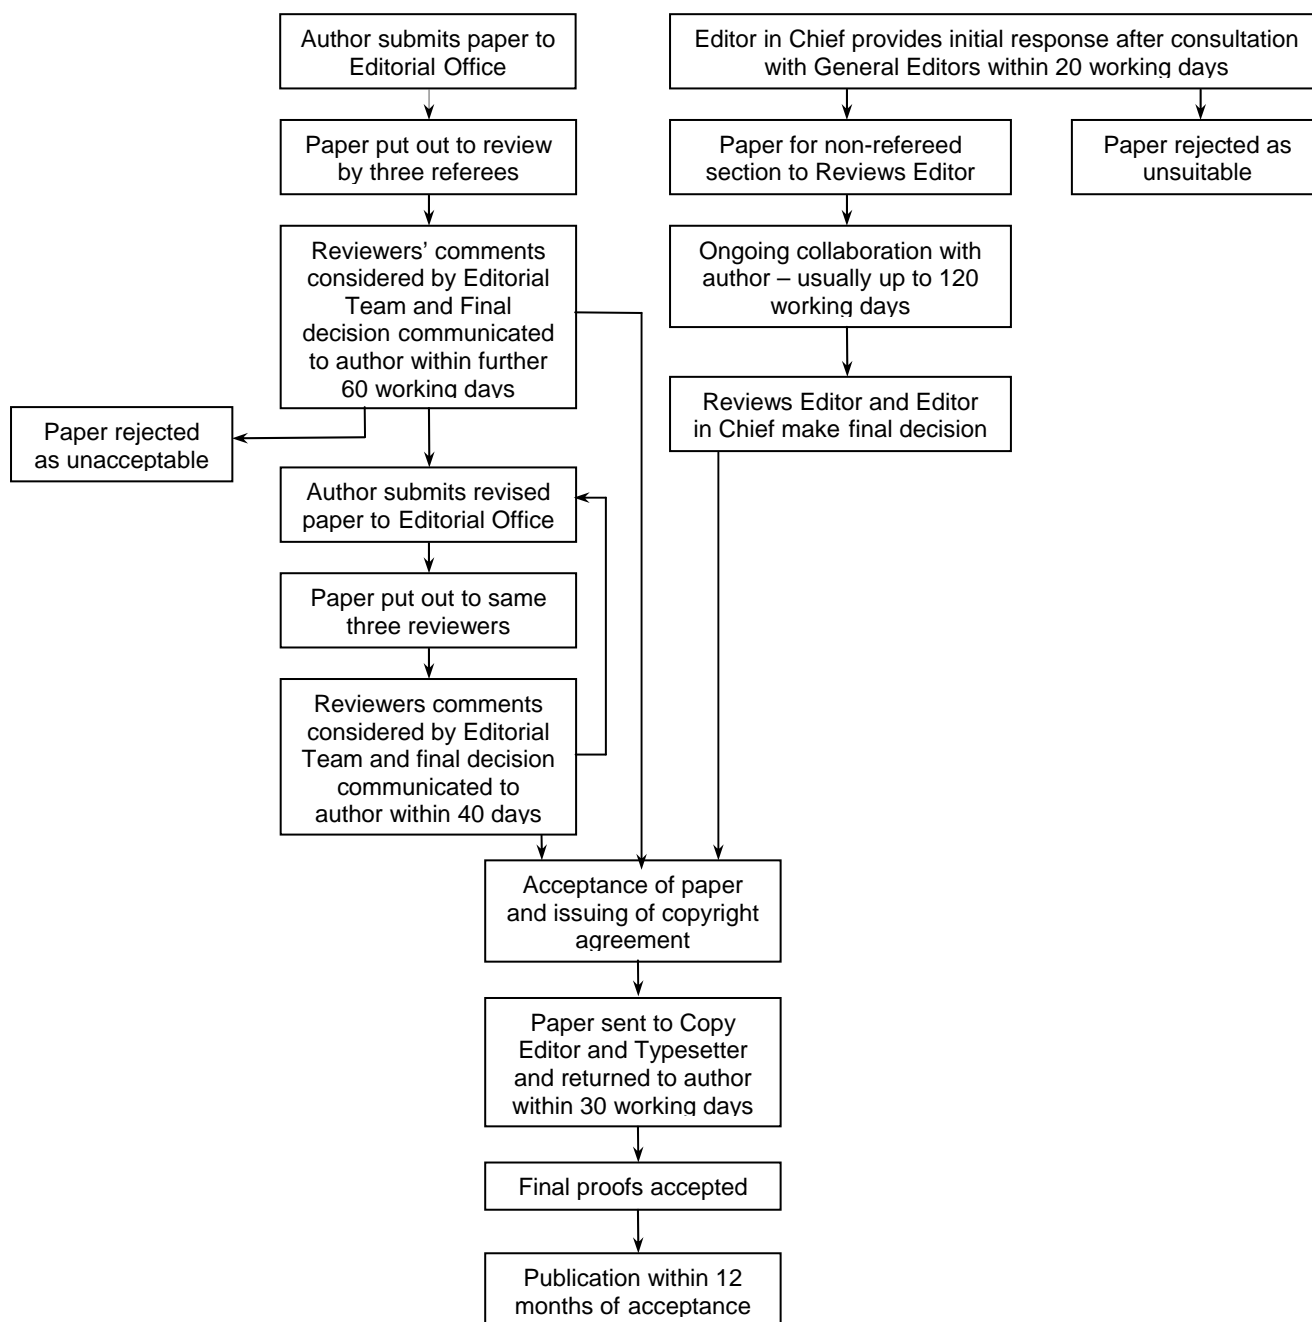 Author submits paper to
Editorial Office
Editor in Chief provides initial response after consultation
with General Editors within 20 working days
Paper put out to review
by three referees
Paper for non-refereed
section to Reviews Editor
Paper rejected as
unsuitable
Reviewers’ comments
considered by Editorial
Team and Final
decision communicated
to author within further
60 working days
Ongoing collaboration with
author – usually up to 120
working days
Reviews Editor and Editor
in Chief make final decision
Paper rejected
as unacceptable
Author submits revised
paper to Editorial Office
Paper put out to same
three reviewers
Reviewers comments
considered by Editorial
Team and final decision
communicated to
author within 40 days
Acceptance of paper
and issuing of copyright
agreement
Paper sent to Copy
Editor and Typesetter
and returned to author
within 30 working days
Final proofs accepted
Publication within 12
months of acceptance